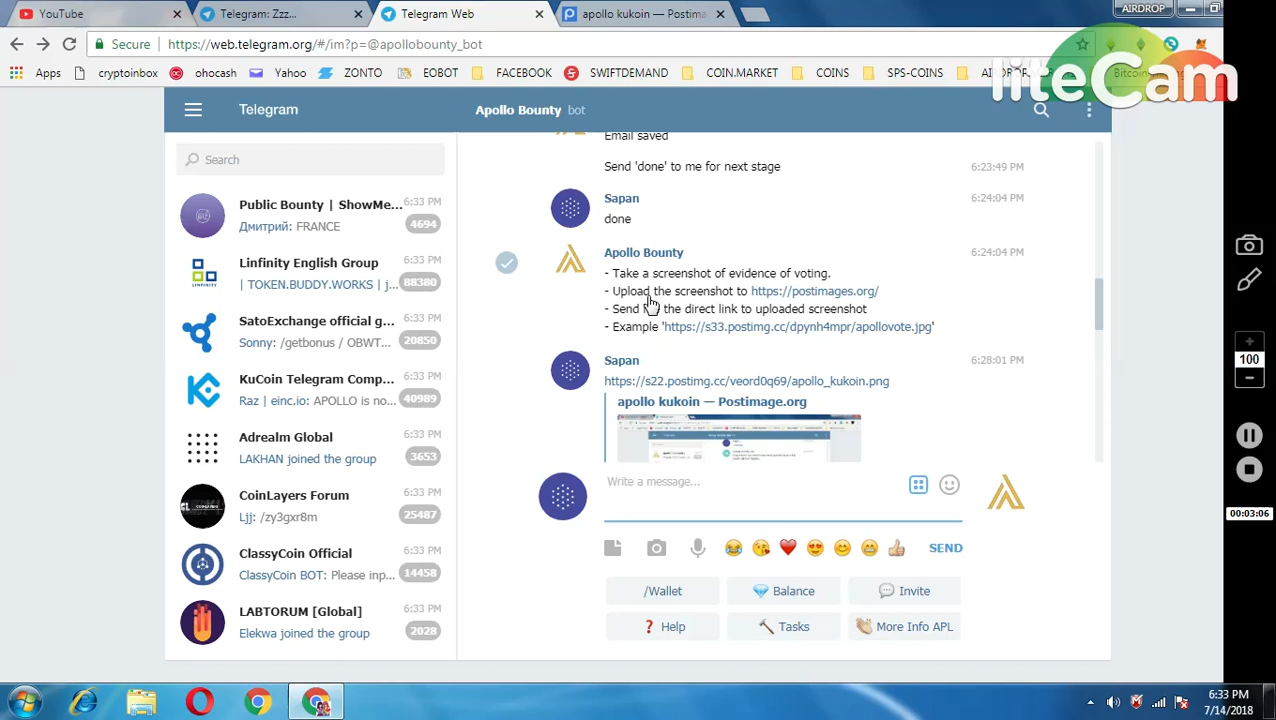 YouTube
Telegram: Zzz...
Telegram Web
apollo kukoin — Postima
AIRDROP
Secure
https://web.telegram.org/#/im?p=@apollobounty_bot
Apps
cryptoinbox
ohocash
Yahoo
ZONTO
EOBOT
FACEBOOK
SWIFTDEMAND
COIN.MARKET
COINS
SPS-COINS
liteCam
Telegram
Apollo Bounty bot
Search
Public Bounty | ShowMe...
6:33 PM
Дмитрий: FRANCE
4694
Linfinity English Group
6:33 PM
| TOKEN.BUDDY.WORKS | j...
88380
SatoExchange official g...
6:33 PM
Sonny: /getbonus / OBWT...
20850
KuCoin Telegram Comp...
6:33 PM
Raz | einc.io: APOLLO is no...
40989
Adrealm Global
6:33 PM
LAKHAN joined the group
3653
CoinLayers Forum
6:33 PM
Ljj: /zy3gxr8m
25487
ClassyCoin Official
6:33 PM
ClassyCoin BOT: Please inp...
14458
LABTORUM [Global]
6:33 PM
Elekwa joined the group
2028
Email saved
Send 'done' to me for next stage
6:23:49 PM
Sapan
6:24:04 PM
done
Apollo Bounty
6:24:04 PM
- Take a screenshot of evidence of voting.
- Upload the screenshot to https://postimages.org/
- Send the direct link to uploaded screenshot
- Example 'https://s33.postimg.cc/dpynh4mpr/apollovote.jpg'
Sapan
6:28:01 PM
https://s22.postimg.cc/veord0q69/apollo_kukoin.png
apollo kukoin — Postimage.org
Write a message...
SEND
/Wallet
Balance
Invite
Help
Tasks
More Info APL
100
00:03:06
6:33 PM
7/14/2018